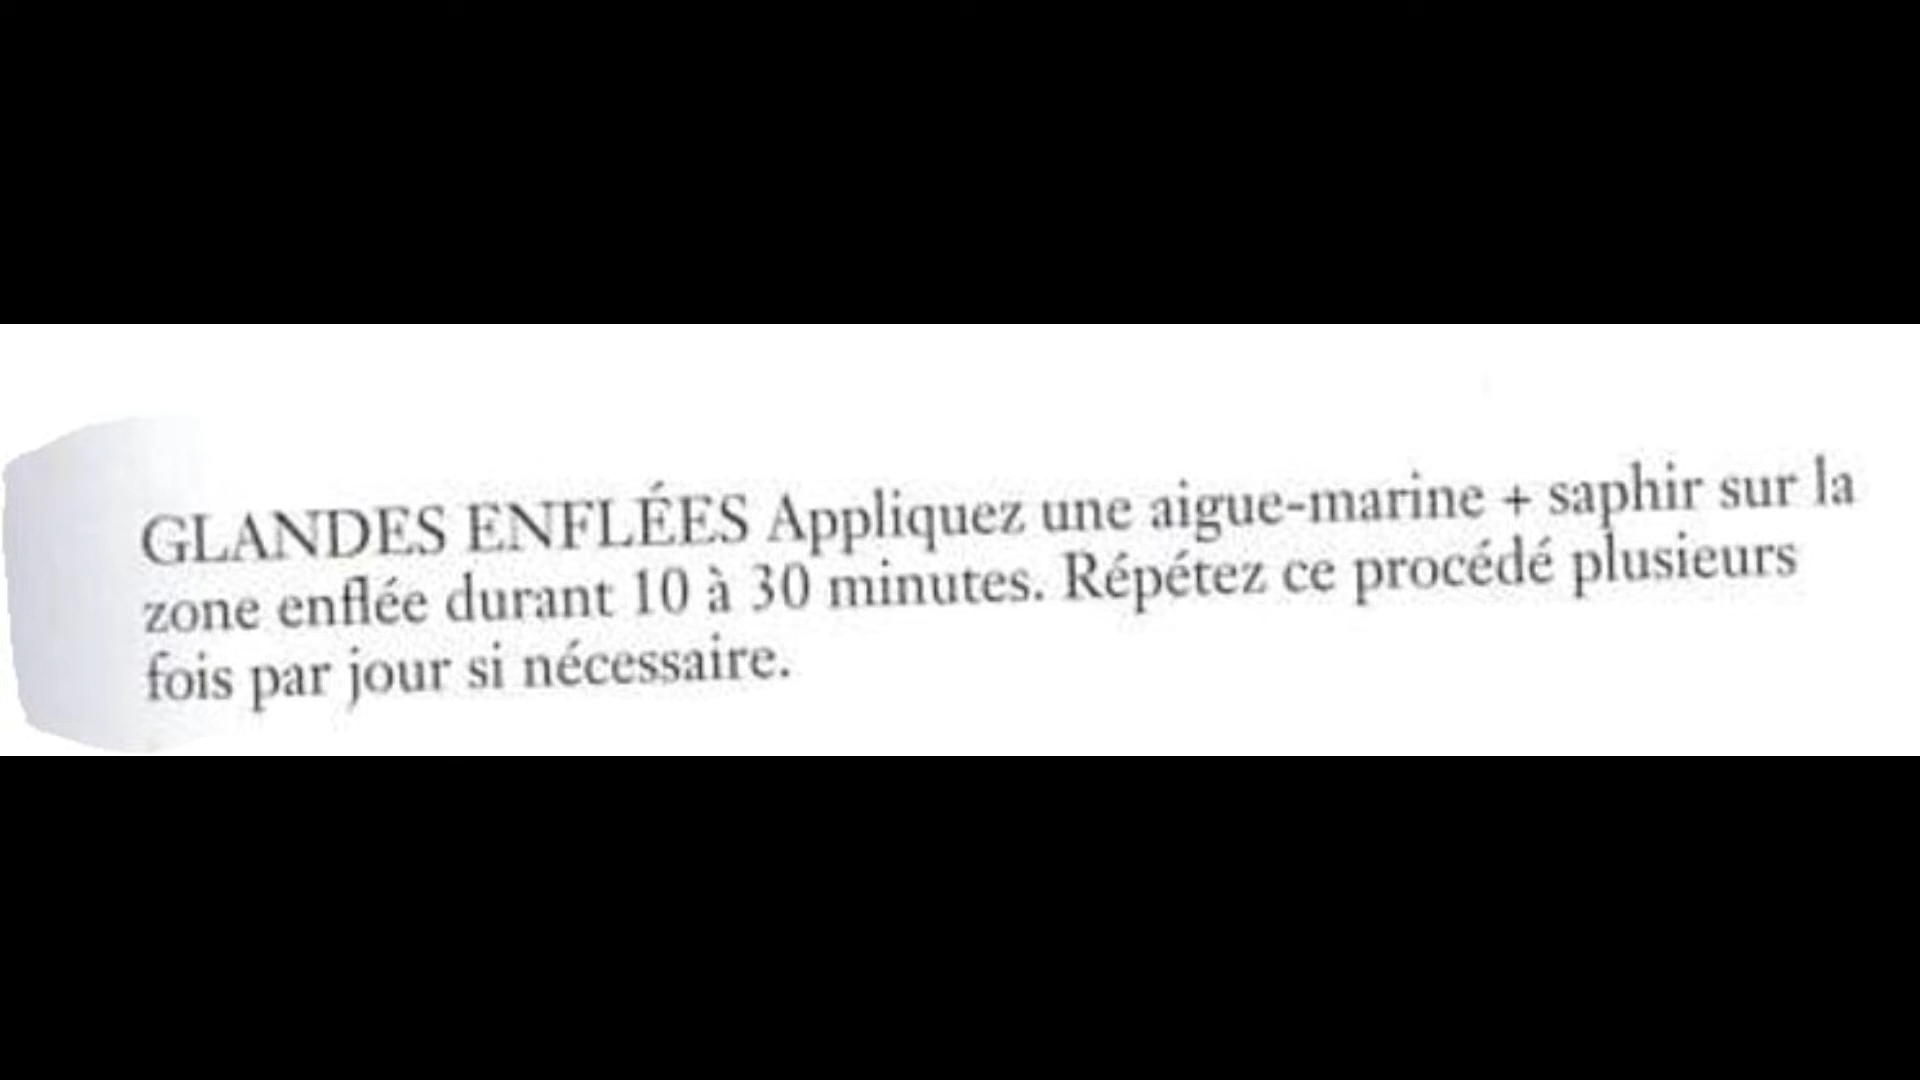 GLANDES ENFLÉES Appliquez une aigue-marine + saphir sur la
zone enflée durant 10 à 30 minutes. Répétez ce procédé plusieurs
fois par jour si nécessaire.